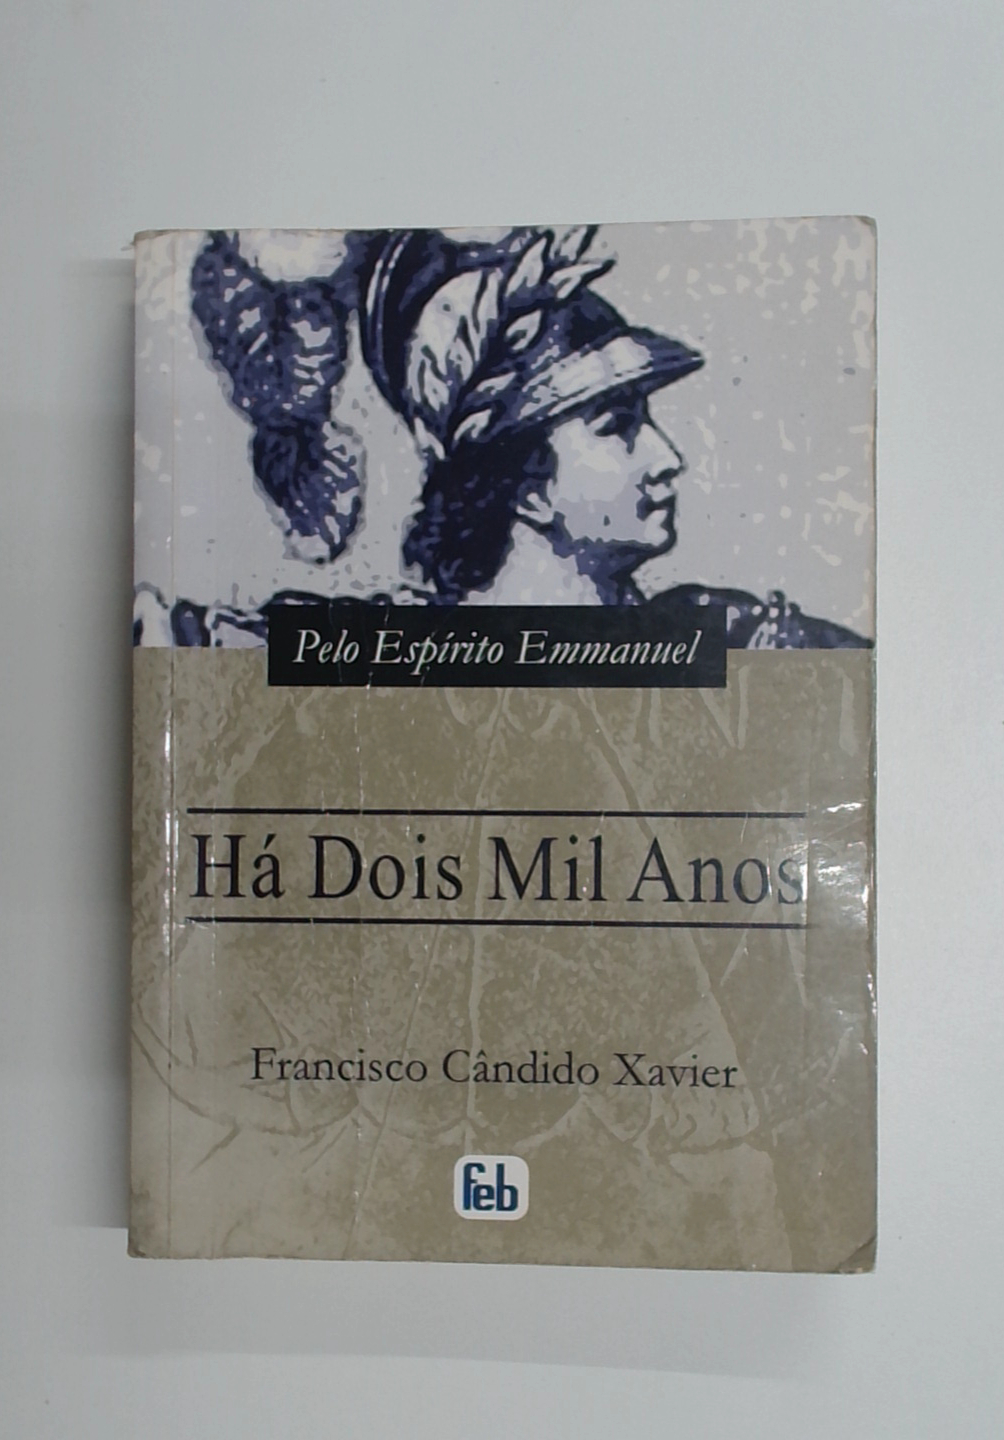 Pelo Espírito Emmanuel
Há Dois Mil Anos
Francisco Cândido Xavier
feb